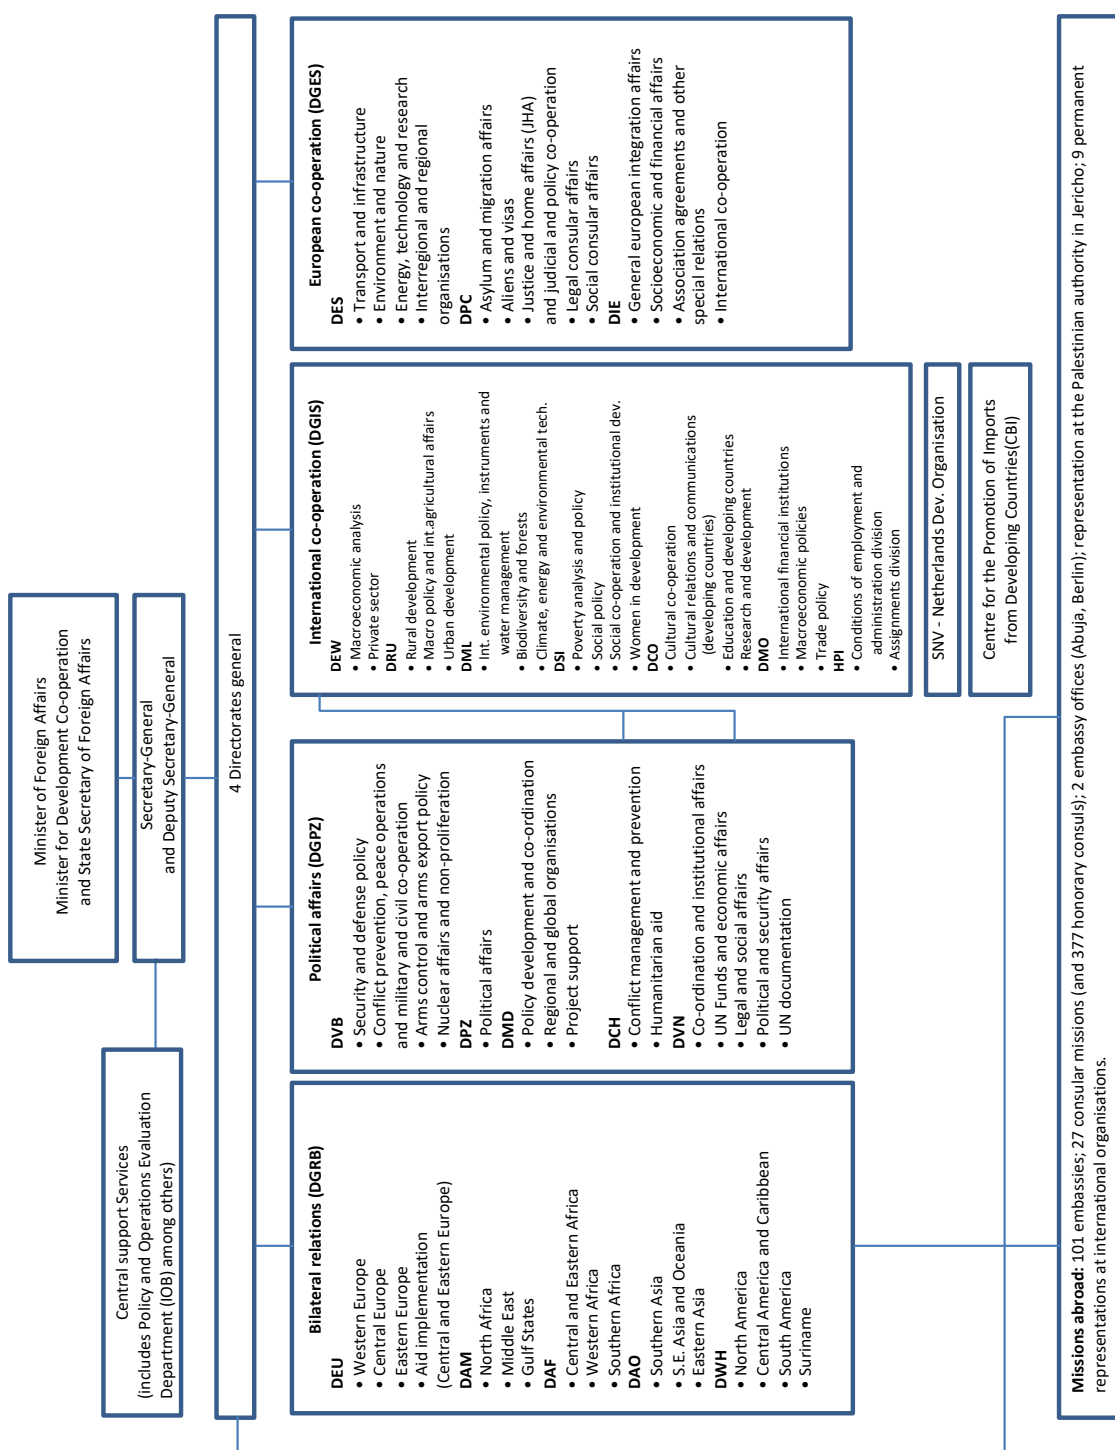 Minister of Foreign Affairs
Minister for Development Co-operation
and State Secretary of Foreign Affairs
Central support Services
(includes Policy and Operations Evaluation
Department (IOB) among others)
Secretary-General
and Deputy Secretary-General
4 Directorates general
Bilateral relations (DGRB)
DEU
• Western Europe
• Central Europe
• Eastern Europe
• Aid implementation
(Central and Eastern Europe)
DAM
• North Africa
• Middle East
• Gulf States
DAF
• Central and Eastern Africa
• Western Africa
• Southern Africa
DAO
• Southern Asia
• S.E. Asia and Oceania
• Eastern Asia
DWH
• North America
• Central America and Caribbean
• South America
• Suriname
Political affairs (DGPZ)
DVB
• Security and defense policy
• Conflict prevention, peace operations
and military and civil co-operation
• Arms control and arms export policy
• Nuclear affairs and non-proliferation
DPZ
• Political affairs
DMD
• Policy development and co-ordination
• Regional and global organisations
• Project support
DCH
• Conflict management and prevention
• Humanitarian aid
DVN
• Co-ordination and institutional affairs
• UN Funds and economic affairs
• Legal and social affairs
• Political and security affairs
• UN documentation
International co-operation (DGIS)
DEW
• Macroeconomic analysis
• Private sector
DRU
• Rural development
• Macro policy and int.agricultural affairs
• Urban development
DML
• Int. environmental policy, instruments and
water management
• Biodiversity and forests
• Climate, energy and environmental tech.
DSI
• Poverty analysis and policy
• Social policy
• Social co-operation and institutional dev.
• Women in development
DCO
• Cultural co-operation
• Cultural relations and communications
(developing countries)
• Education and developing countries
• Research and development
DMO
• International financial institutions
• Macroeconomic policies
• Trade policy
HPI
• Conditions of employment and
administration division
• Assignments division
SNV - Netherlands Dev. Organisation
Centre for the Promotion of Imports
from Developing Countries(CBI)
European co-operation (DGES)
DES
• Transport and infrastructure
• Environment and nature
• Energy, technology and research
• Interregional and regional
organisations
DPC
• Asylum and migration affairs
• Aliens and visas
• Justice and home affairs (JHA)
and judicial and policy co-operation
• Legal consular affairs
• Social consular affairs
DIE
• General european integration affairs
• Socioeconomic and financial affairs
• Association agreements and other
special relations
• International co-operation
Missions abroad: 101 embassies; 27 consular missions (and 377 honorary consuls); 2 embassy offices (Abuja, Berlin); representation at the Palestinian authority in Jericho; 9 permanent
representations at international organisations.